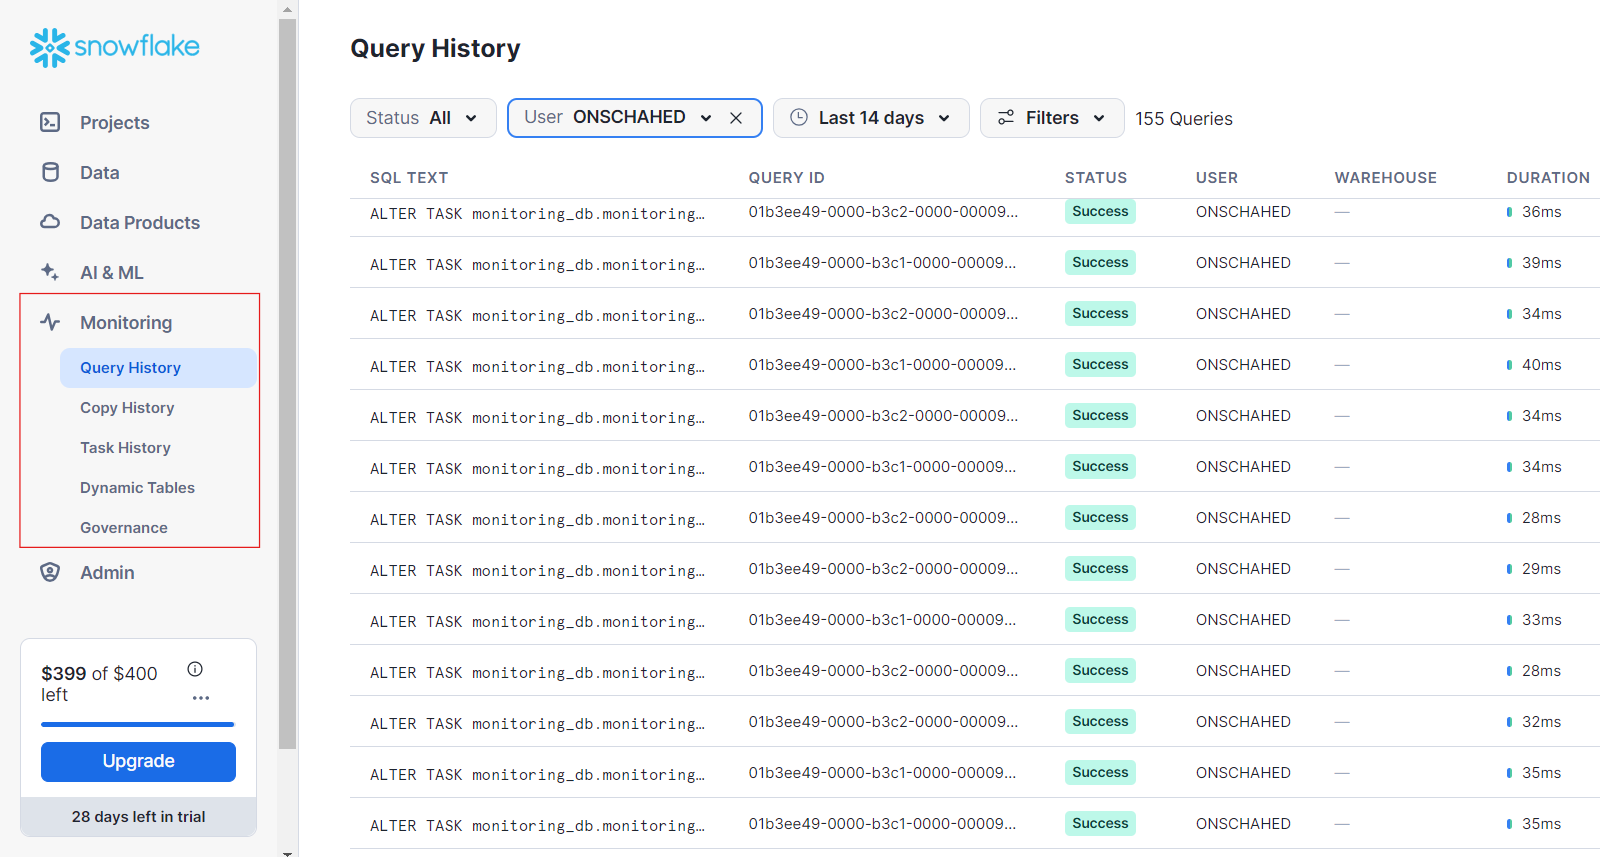 snowflake
Projects
Data
Data Products
AI & ML
Monitoring
Query History
Copy History
Task History
Dynamic Tables
Governance
Admin
$399 of $400
left
Upgrade
28 days left in trial
Query History
Status All User ONSCHAHED Last 14 days Filters 155 Queries
SQL TEXT QUERY ID STATUS USER WAREHOUSE DURATION
ALTER TASK monitoring_db.monitoring… 01b3ee49-0000-b3c2-0000-00009... Success ONSCHAHED — 36ms
ALTER TASK monitoring_db.monitoring… 01b3ee49-0000-b3c1-0000-00009... Success ONSCHAHED — 39ms
ALTER TASK monitoring_db.monitoring… 01b3ee49-0000-b3c2-0000-00009... Success ONSCHAHED — 34ms
ALTER TASK monitoring_db.monitoring… 01b3ee49-0000-b3c1-0000-00009... Success ONSCHAHED — 40ms
ALTER TASK monitoring_db.monitoring… 01b3ee49-0000-b3c2-0000-00009... Success ONSCHAHED — 34ms
ALTER TASK monitoring_db.monitoring… 01b3ee49-0000-b3c1-0000-00009... Success ONSCHAHED — 34ms
ALTER TASK monitoring_db.monitoring… 01b3ee49-0000-b3c2-0000-00009... Success ONSCHAHED — 28ms
ALTER TASK monitoring_db.monitoring… 01b3ee49-0000-b3c2-0000-00009... Success ONSCHAHED — 29ms
ALTER TASK monitoring_db.monitoring… 01b3ee49-0000-b3c1-0000-00009... Success ONSCHAHED — 33ms
ALTER TASK monitoring_db.monitoring… 01b3ee49-0000-b3c2-0000-00009... Success ONSCHAHED — 28ms
ALTER TASK monitoring_db.monitoring… 01b3ee49-0000-b3c2-0000-00009... Success ONSCHAHED — 32ms
ALTER TASK monitoring_db.monitoring… 01b3ee49-0000-b3c1-0000-00009... Success ONSCHAHED — 35ms
ALTER TASK monitoring_db.monitoring… 01b3ee49-0000-b3c1-0000-00009... Success ONSCHAHED — 35ms